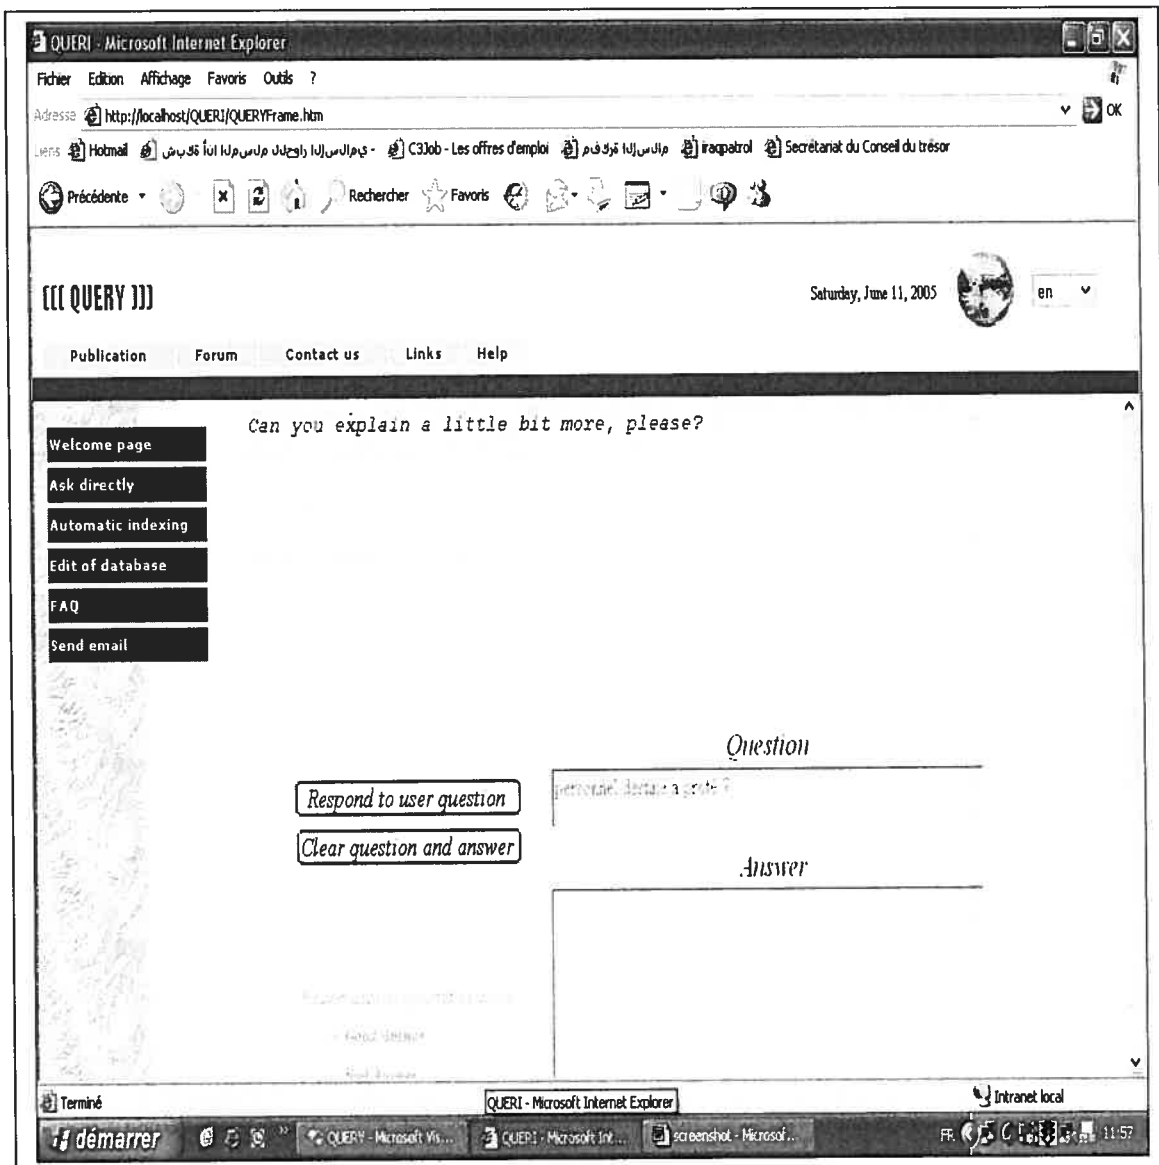 QUERI - Microsoft Internet Explorer
Fichier Edition Affichage Favoris Outils ?
Adresse http://localhost/QUERI/QUERYFrame.htm OK
Liens Hotmail C3Job - Les offres d'emploi iraqpatrol Secrétariat du Conseil du trésor
Précédente Rechercher Favoris
[[[ QUERY ]]] Saturday, June 11, 2005 en
Publication Forum Contact us Links Help
Can you explain a little bit more, please?
Welcome page
Ask directly
Automatic indexing
Edit of database
FAQ
Send email
Question
Respond to user question
Clear question and answer
Answer
Terminé QUERI - Microsoft Internet Explorer Intranet local
démarrer QUERY - Microsoft Vis... QUERI - Microsoft Int... screenshot - Microsof... FR 11:57